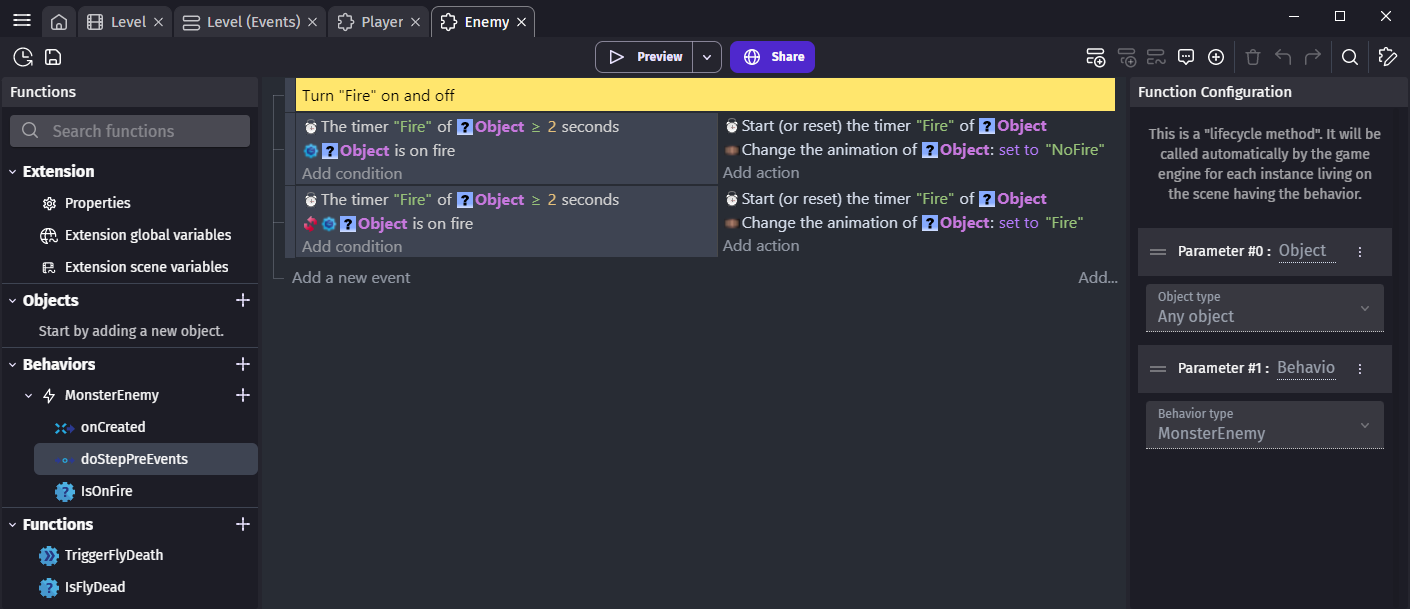 Level
Level (Events)
Player
Enemy
Preview
Share
Functions
Search functions
Extension
Properties
Extension global variables
Extension scene variables
Objects
Start by adding a new object.
Behaviors
MonsterEnemy
onCreated
doStepPreEvents
IsOnFire
Functions
TriggerFlyDeath
IsFlyDead
Turn "Fire" on and off
The timer "Fire" of ? Object ≥ 2 seconds
? Object is on fire
Add condition
Start (or reset) the timer "Fire" of ? Object
Change the animation of ? Object: set to "NoFire"
Add action
The timer "Fire" of ? Object ≥ 2 seconds
? Object is on fire
Add condition
Start (or reset) the timer "Fire" of ? Object
Change the animation of ? Object: set to "Fire"
Add action
Add a new event
Add...
Function Configuration
This is a "lifecycle method". It will be
called automatically by the game
engine for each instance living on
the scene having the behavior.
Parameter #0 : Object
Object type
Any object
Parameter #1 : Behavio
Behavior type
MonsterEnemy